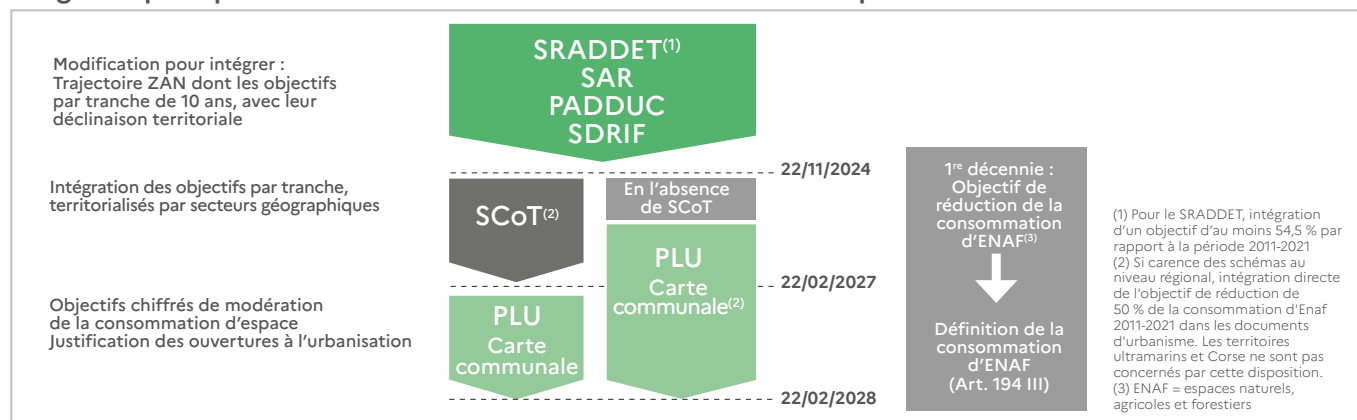 Modification pour intégrer :
Trajectoire ZAN dont les objectifs
par tranche de 10 ans, avec leur
déclinaison territoriale
SRADDET(1)
SAR
PADDUC
SDRIF
22/11/2024
Intégration des objectifs par tranche,
territorialisés par secteurs géographiques
SCoT(2)
En l'absence
de SCoT
PLU
Carte
communale(2)
22/02/2027
Objectifs chiffrés de modération
de la consommation d'espace
Justification des ouvertures à l'urbanisation
PLU
Carte
communale
22/02/2028
1re décennie :
Objectif de
réduction de la
consommation
d'ENAF(3)
Définition de la
consommation
d'ENAF
(Art. 194 III)
(1) Pour le SRADDET, intégration
d'un objectif d'au moins 54,5 % par
rapport à la période 2011-2021
(2) Si carence des schémas au
niveau régional, intégration directe
de l'objectif de réduction de
50 % de la consommation d'Enaf
2011-2021 dans les documents
d'urbanisme. Les territoires
ultramarins et Corse ne sont pas
concernés par cette disposition.
(3) ENAF = espaces naturels,
agricoles et forestiers